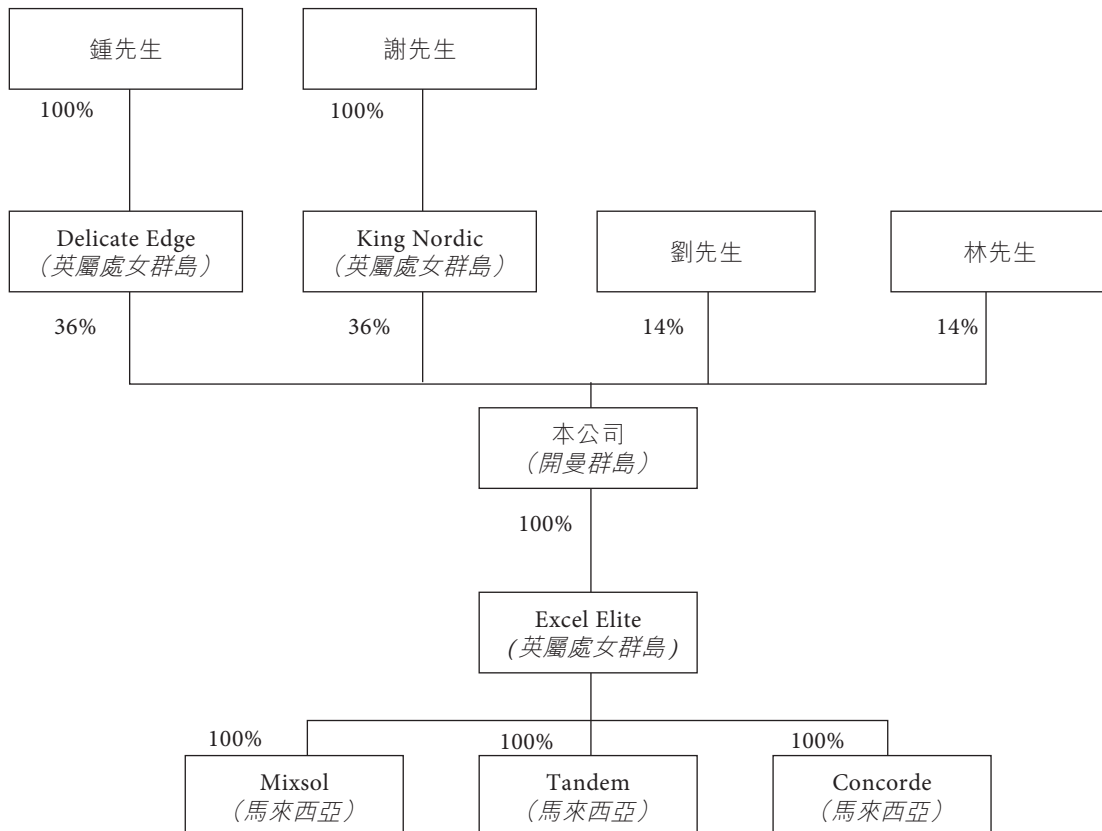 鍾先生
謝先生
100%
100%
Delicate Edge
（英屬處女群島）
King Nordic
（英屬處女群島）
劉先生
林先生
36%
36%
14%
14%
本公司
（開曼群島）
100%
Excel Elite
(英屬處女群島)
100%
100%
100%
Mixsol
（馬來西亞）
Tandem
（馬來西亞）
Concorde
（馬來西亞）